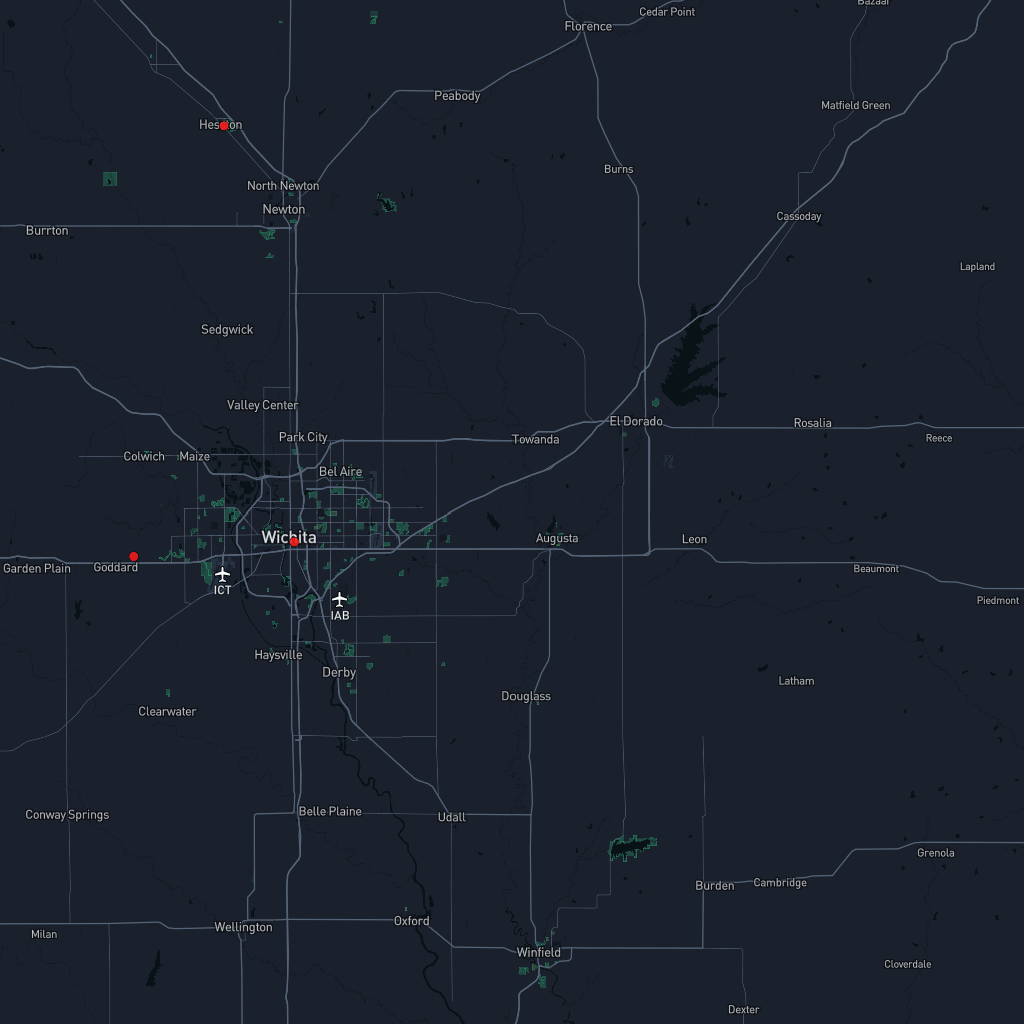 Bazaar
Cedar Point
Florence
Peabody
Matfield Green
Hesston
Burns
North Newton
Newton
Cassoday
Burrton
Lapland
Sedgwick
Valley Center
El Dorado
Rosalia
Park City
Towanda
Reece
Colwich
Maize
Bel Aire
Wichita
Augusta
Leon
Garden Plain
Goddard
Beaumont
ICT
IAB
Piedmont
Haysville
Derby
Latham
Douglass
Clearwater
Conway Springs
Belle Plaine
Udall
Grenola
Burden
Cambridge
Oxford
Wellington
Milan
Winfield
Cloverdale
Dexter